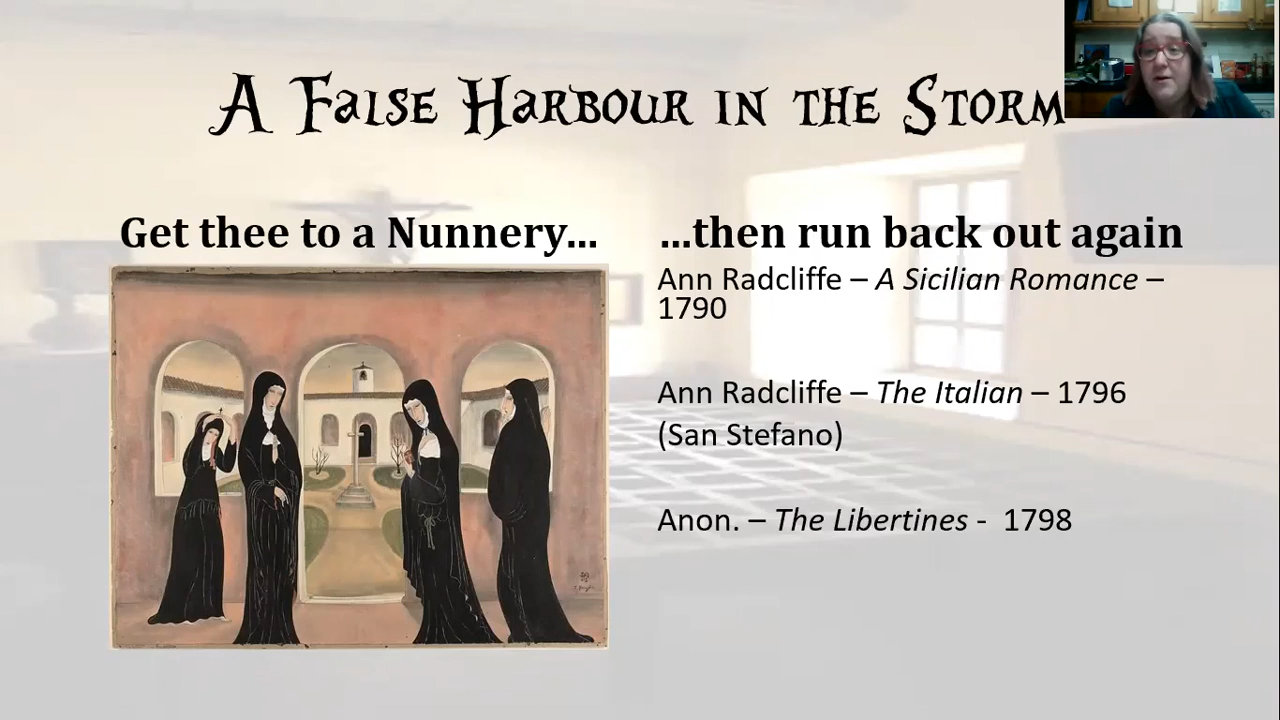 A False Harbour in the Storm
Get thee to a Nunnery...
...then run back out again
Ann Radcliffe – A Sicilian Romance –
1790
Ann Radcliffe – The Italian – 1796
(San Stefano)
Anon. – The Libertines - 1798